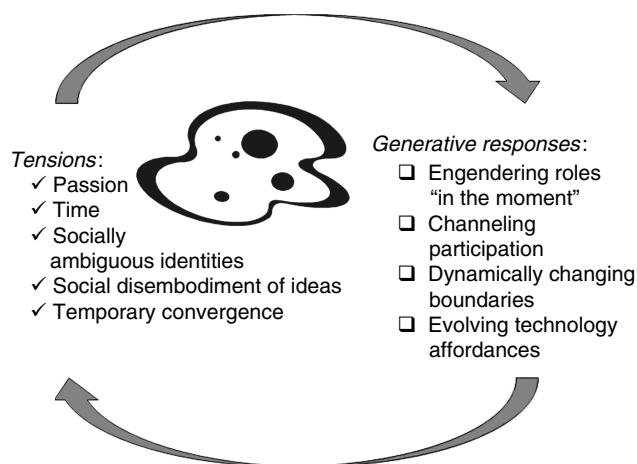 Tensions:
✓ Passion
✓ Time
✓ Socially
ambiguous identities
✓ Social disembodiment of ideas
✓ Temporary convergence
Generative responses:
❑ Engendering roles
“in the moment”
❑ Channeling
participation
❑ Dynamically changing
boundaries
❑ Evolving technology
affordances